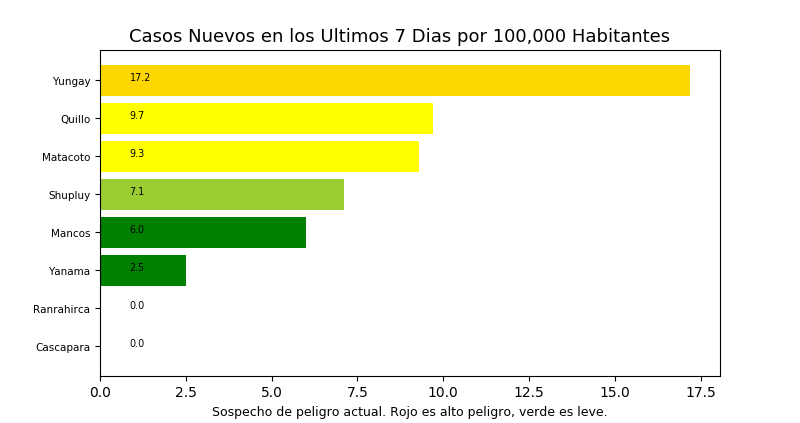 Casos Nuevos en los Ultimos 7 Dias por 100,000 Habitantes
Yungay 17.2
Quillo 9.7
Matacoto 9.3
Shupluy 7.1
Mancos 6.0
Yanama 2.5
Ranrahirca 0.0
Cascapara 0.0
0.0 2.5 5.0 7.5 10.0 12.5 15.0 17.5
Sospecho de peligro actual. Rojo es alto peligro, verde es leve.